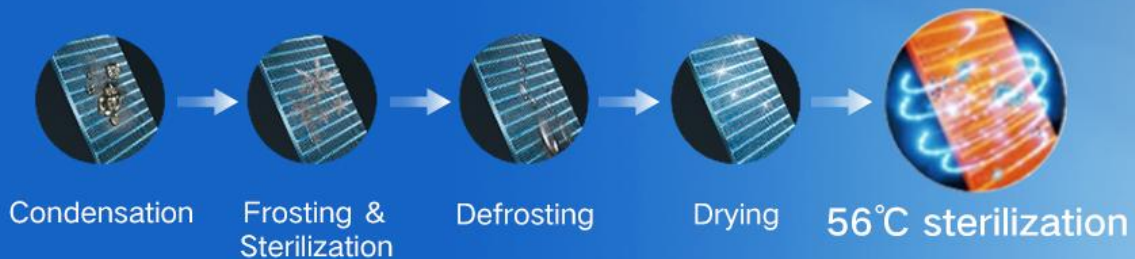 Condensation
Frosting &
Sterilization
Defrosting
Drying
56℃ sterilization